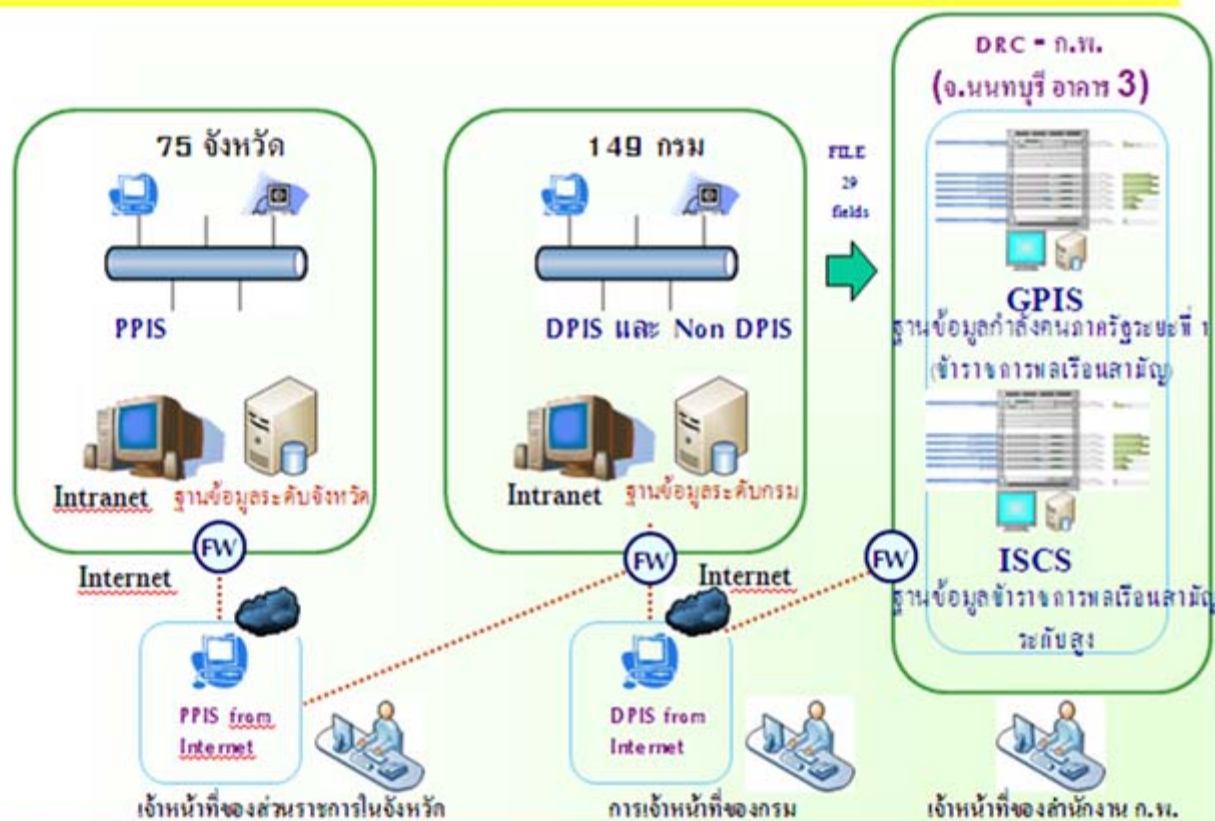 75 จังหวัด
PPIS
Intranet
ฐานข้อมูลระดับจังหวัด
FW
Internet
PPIS from
Internet
เจ้าหน้าที่ของส่วนราชการในจังหวัด
149 กรม
DPIS และ Non DPIS
Intranet
ฐานข้อมูลระดับกรม
FW
Internet
DPIS from
Internet
การเจ้าหน้าที่ของกรม
FILE
29
fields
DRC - ก.พ.
(จ.นนทบุรี อาคาร 3)
GPIS
ฐานข้อมูลกำลังคนภาครัฐระยะที่ 1
(ข้าราชการพลเรือนสามัญ)
FW
ISCS
ฐานข้อมูลข้าราชการพลเรือนสามัญ
ระดับสูง
เจ้าหน้าที่ของสำนักงาน ก.พ.